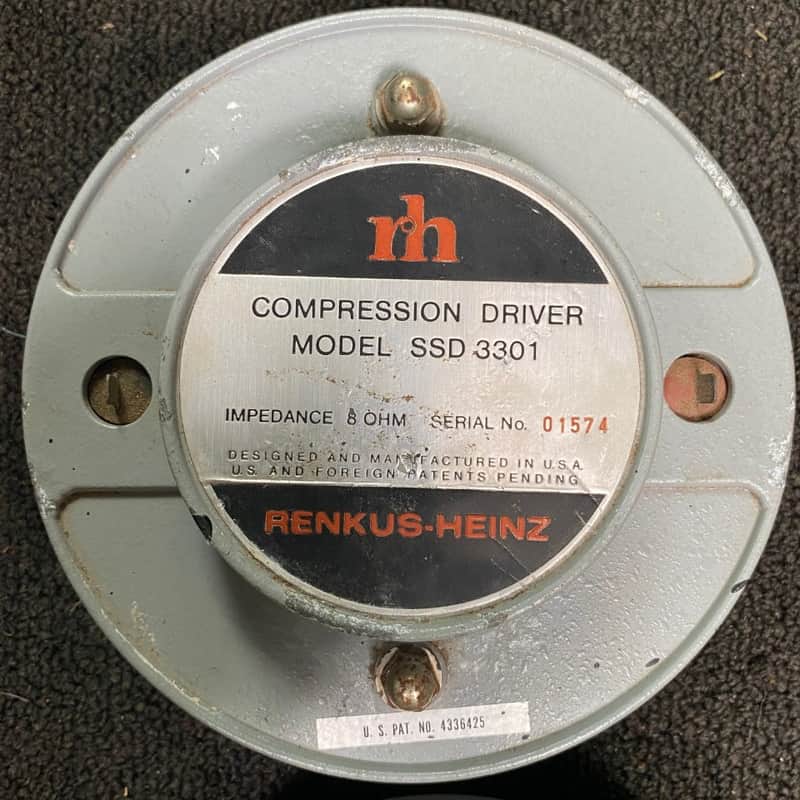 rh
COMPRESSION DRIVER
MODEL SSD 3301
IMPEDANCE 8 OHM SERIAL No. 01574
DESIGNED AND MANUFACTURED IN U.S.A.
U.S. AND FOREIGN PATENTS PENDING
RENKUS-HEINZ
U. S. PAT. NO. 4336425